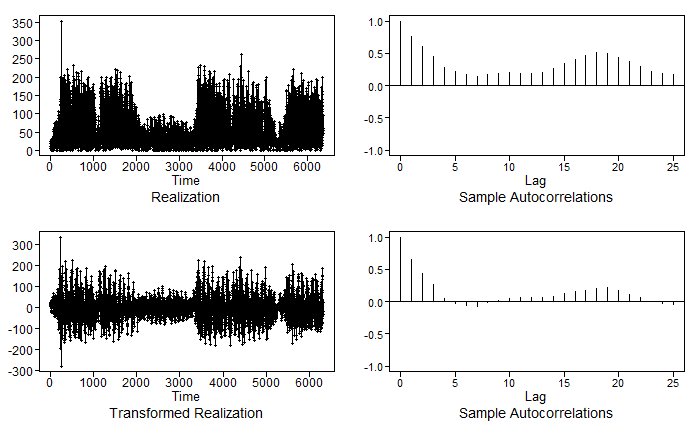 350
300
250
200
150
100
50
0
0 1000 2000 3000 4000 5000 6000
Time
Realization
1.0
0.5
0.0
-0.5
-1.0
0 5 10 15 20 25
Lag
Sample Autocorrelations
300
200
100
0
-100
-200
-300
0 1000 2000 3000 4000 5000 6000
Time
Transformed Realization
1.0
0.5
0.0
-0.5
-1.0
0 5 10 15 20 25
Lag
Sample Autocorrelations